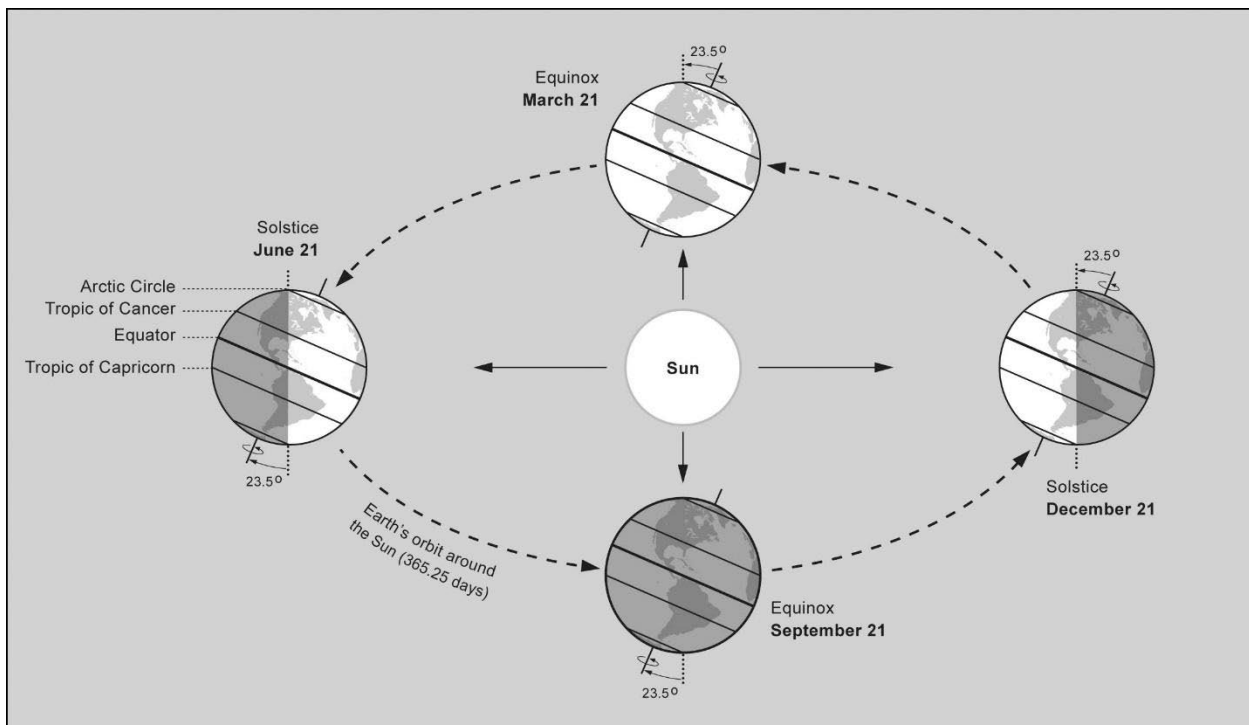 23.5°
Equinox
March 21
Solstice
June 21
23.5°
Arctic Circle
Tropic of Cancer
Equator
Tropic of Capricorn
Sun
23.5°
Solstice
December 21
Earth's orbit around
the Sun (365.25 days)
Equinox
September 21
23.5°